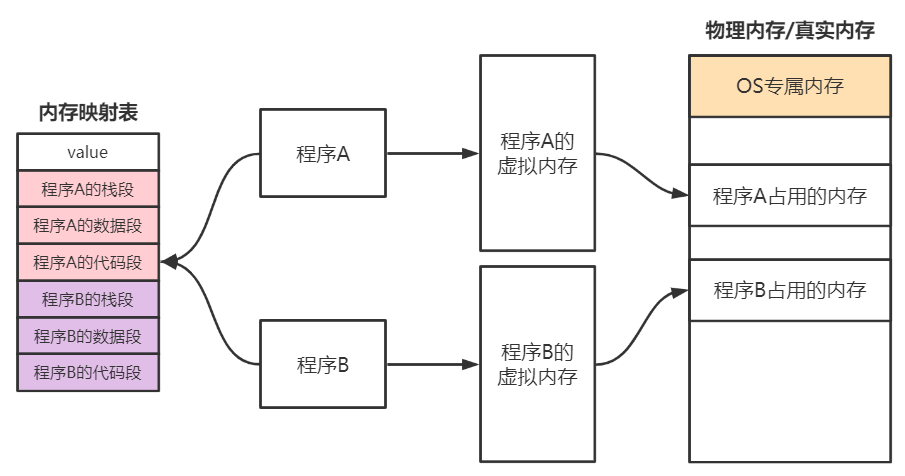 物理内存/真实内存
内存映射表
value
程序A的栈段
程序A的数据段
程序A的代码段
程序B的栈段
程序B的数据段
程序B的代码段
程序A
程序B
程序A的
虚拟内存
程序B的
虚拟内存
OS专属内存
程序A占用的内存
程序B占用的内存